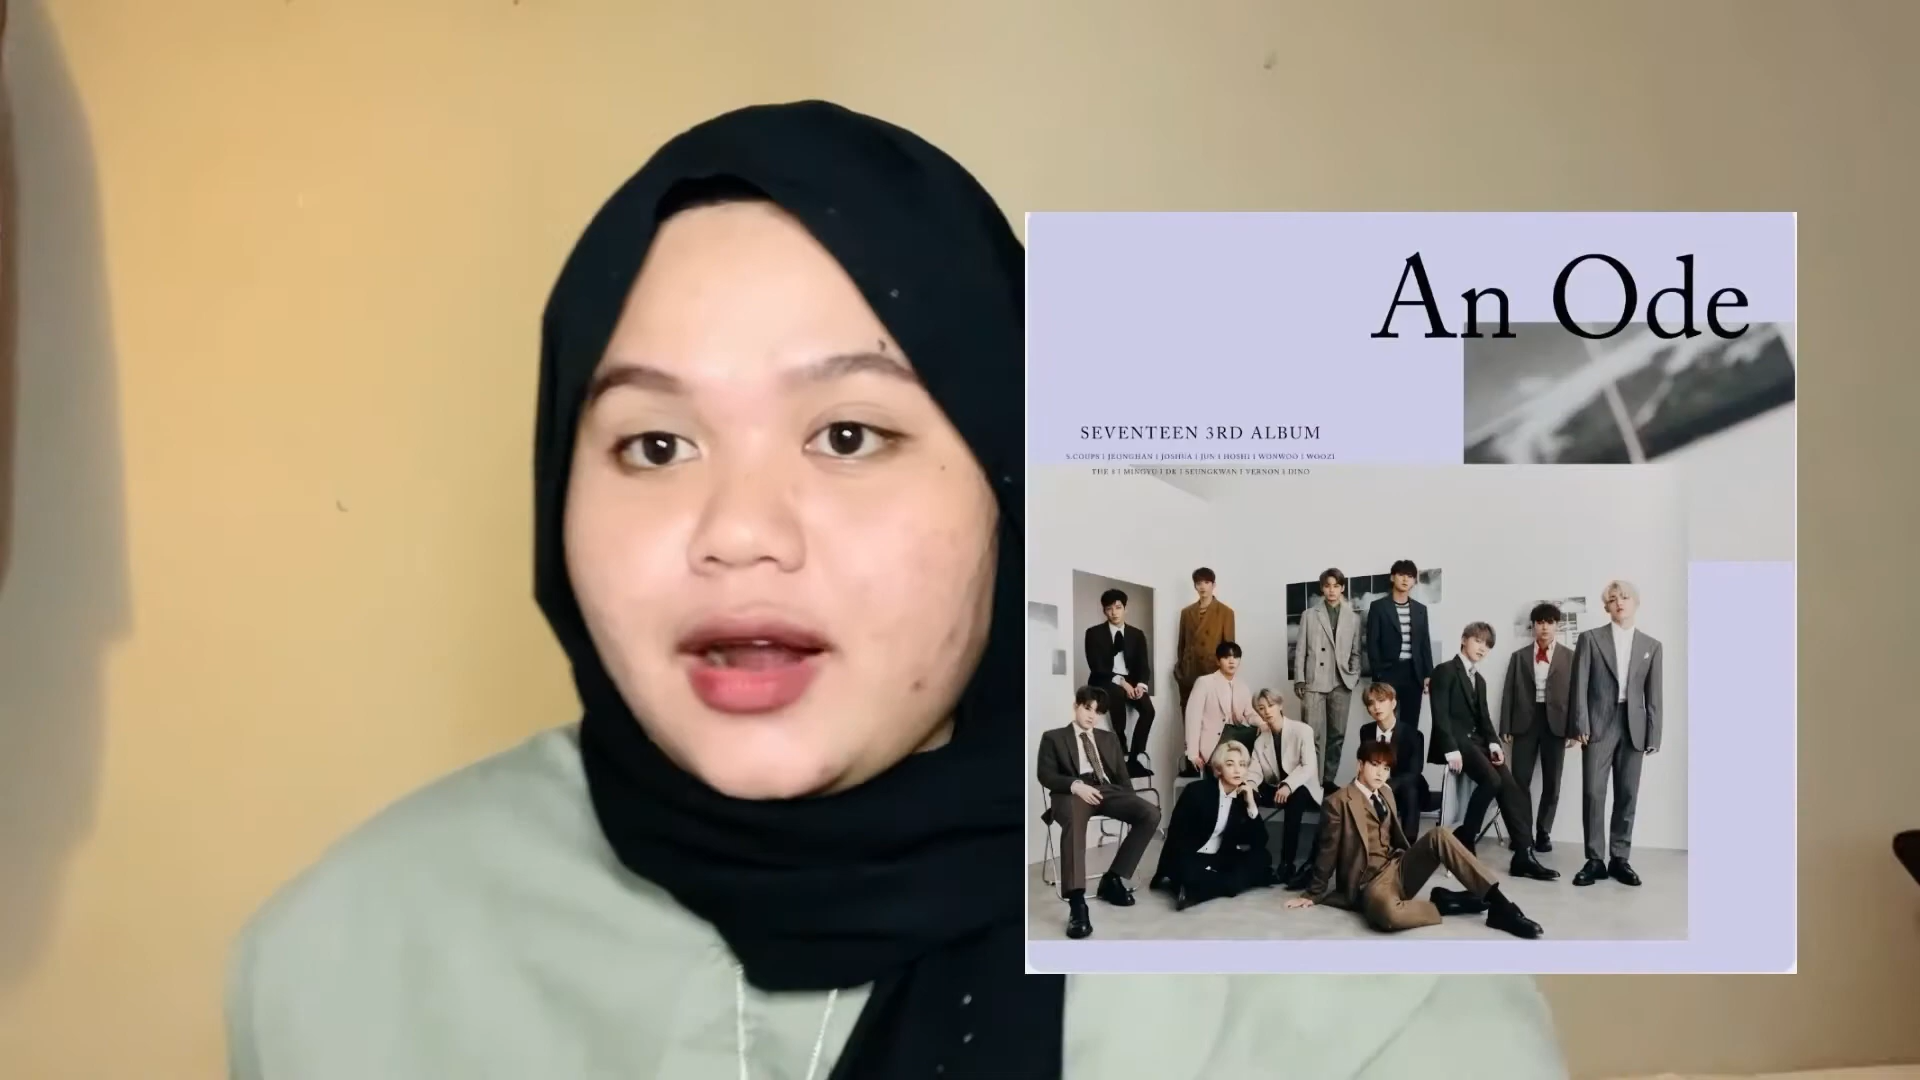 An Ode
SEVENTEEN 3RD ALBUM
S.COUPS | JEONGHAN | JOSHUA | JUN | HOSHI | WONWOO | WOOZI
THE 8 | MINGYU | DK | SEUNGKWAN | VERNON | DINO